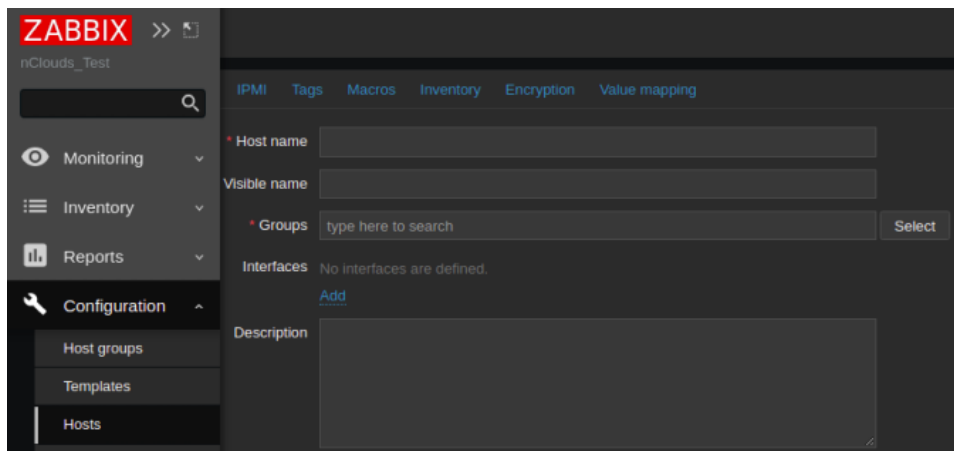 ZABBIX
nClouds_Test
Monitoring
Inventory
Reports
Configuration
Host groups
Templates
Hosts
IPMI Tags Macros Inventory Encryption Value mapping
* Host name
Visible name
* Groups type here to search Select
Interfaces No interfaces are defined.
Add
Description